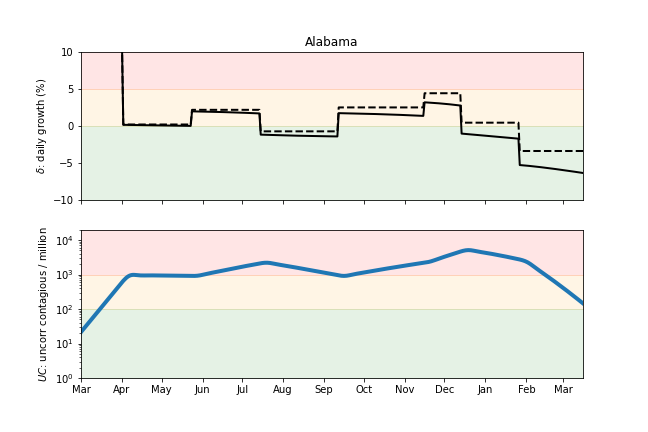 Alabama
δ: daily growth (%)
10
5
0
−5
−10
UC: uncorr contagious / million
10⁴
10³
10²
10¹
10⁰
Mar Apr May Jun Jul Aug Sep Oct Nov Dec Jan Feb Mar